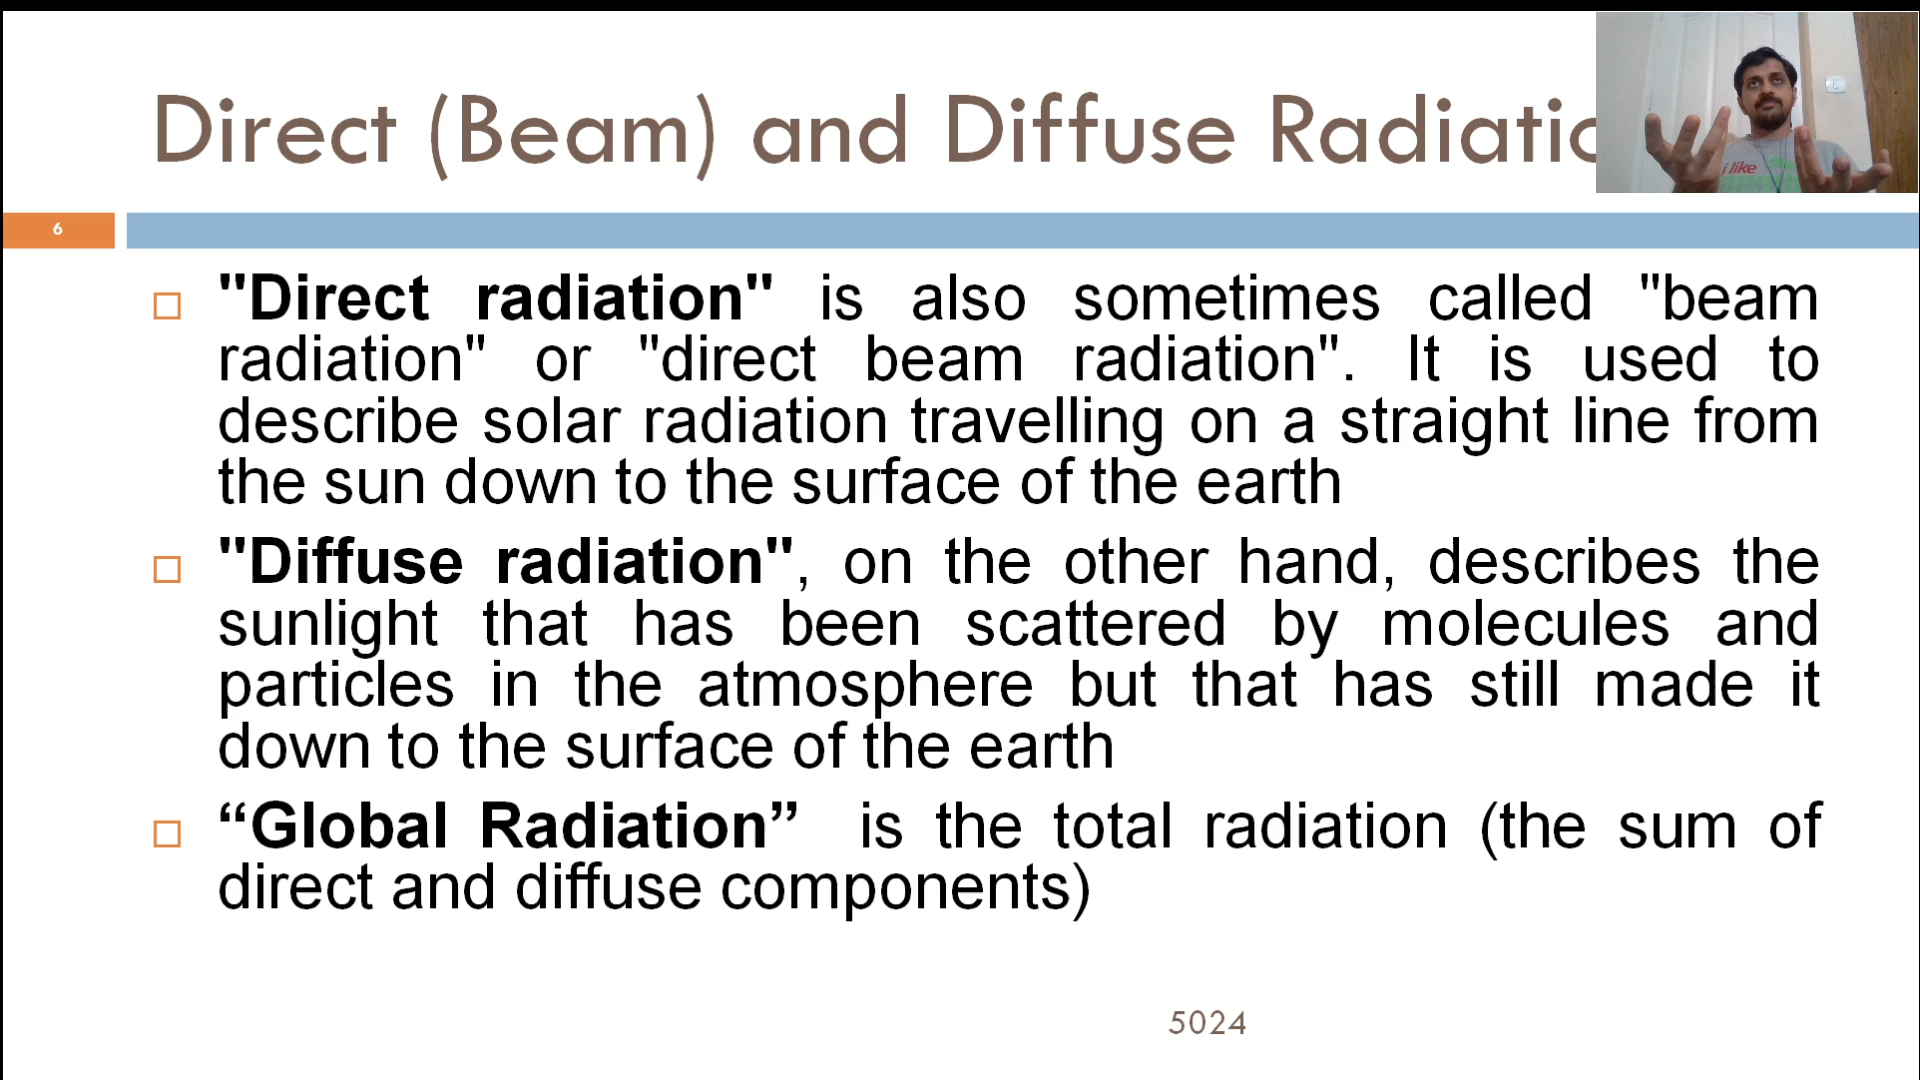 Direct (Beam) and Diffuse Radiatio
i like
6
"Direct radiation" is also sometimes called "beam
radiation" or "direct beam radiation". It is used to
describe solar radiation travelling on a straight line from
the sun down to the surface of the earth
"Diffuse radiation", on the other hand, describes the
sunlight that has been scattered by molecules and
particles in the atmosphere but that has still made it
down to the surface of the earth
“Global Radiation” is the total radiation (the sum of
direct and diffuse components)
5024